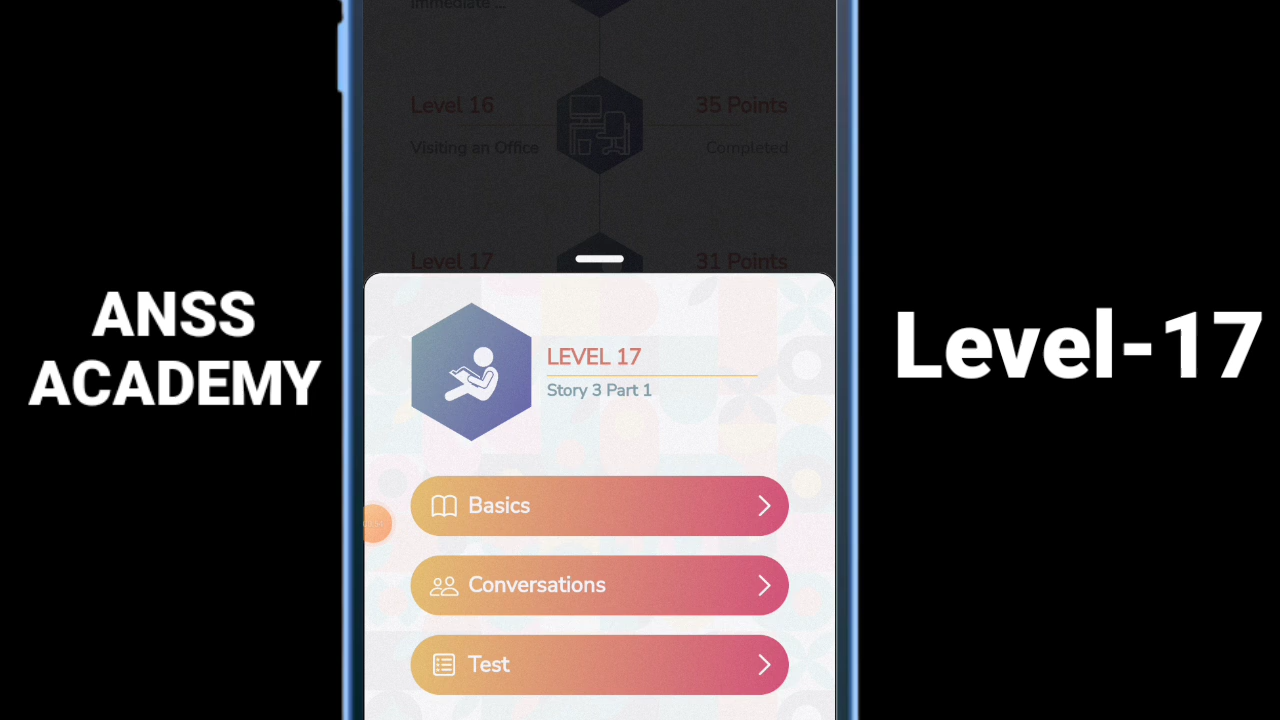 Immediate ...
Level 16
35 Points
Visiting an Office
Completed
Level 17
31 Points
ANSS
ACADEMY
Level-17
LEVEL 17
Story 3 Part 1
Basics
Conversations
Test